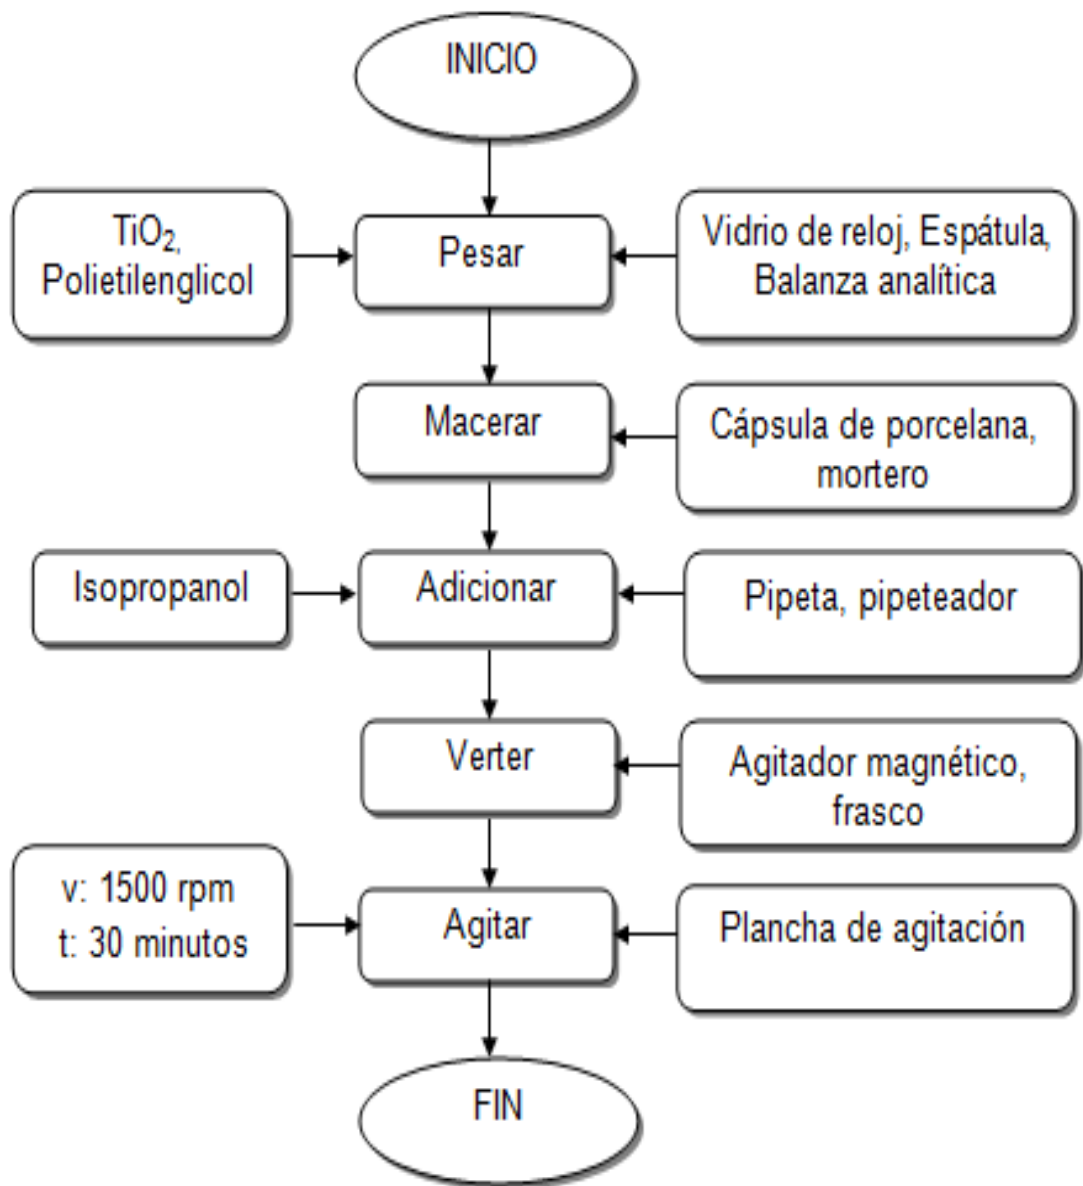 INICIO
TiO₂,
Polietilenglicol
Pesar
Vidrio de reloj, Espátula,
Balanza analítica
Macerar
Cápsula de porcelana,
mortero
Isopropanol
Adicionar
Pipeta, pipeteador
Verter
Agitador magnético,
frasco
v: 1500 rpm
t: 30 minutos
Agitar
Plancha de agitación
FIN